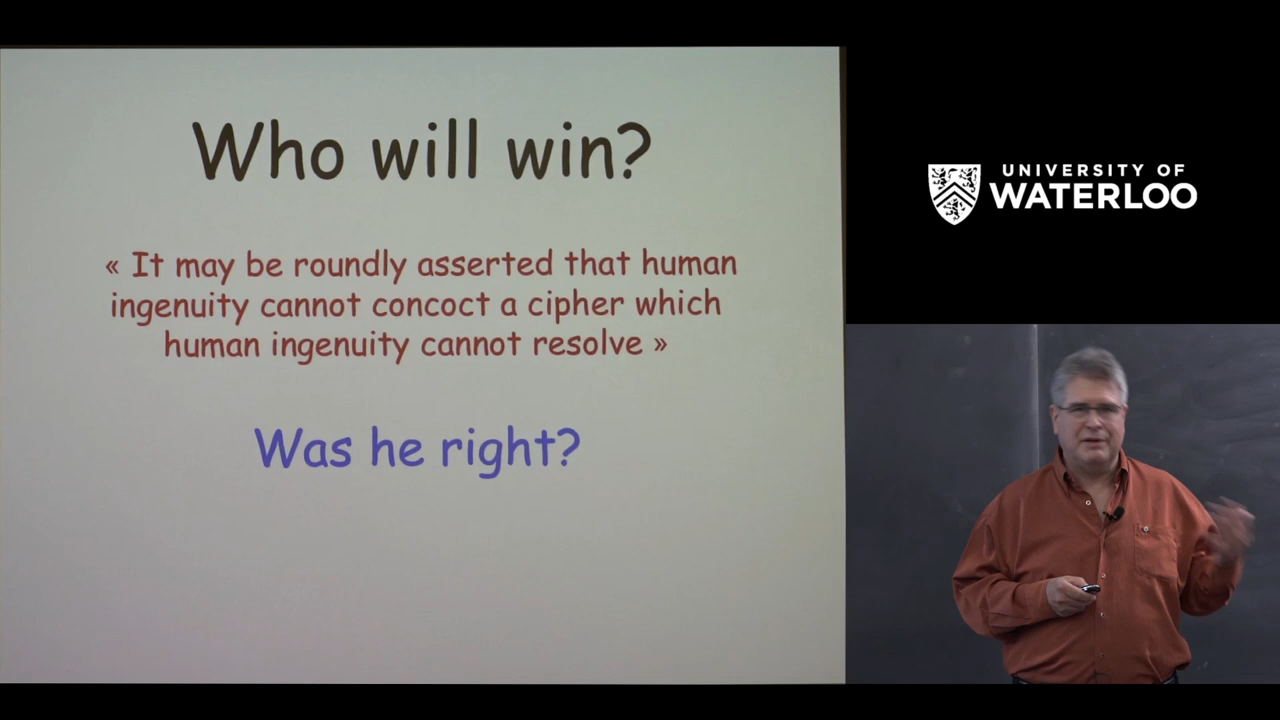 Who will win?
« It may be roundly asserted that human
ingenuity cannot concoct a cipher which
human ingenuity cannot resolve »
Was he right?
UNIVERSITY OF
WATERLOO